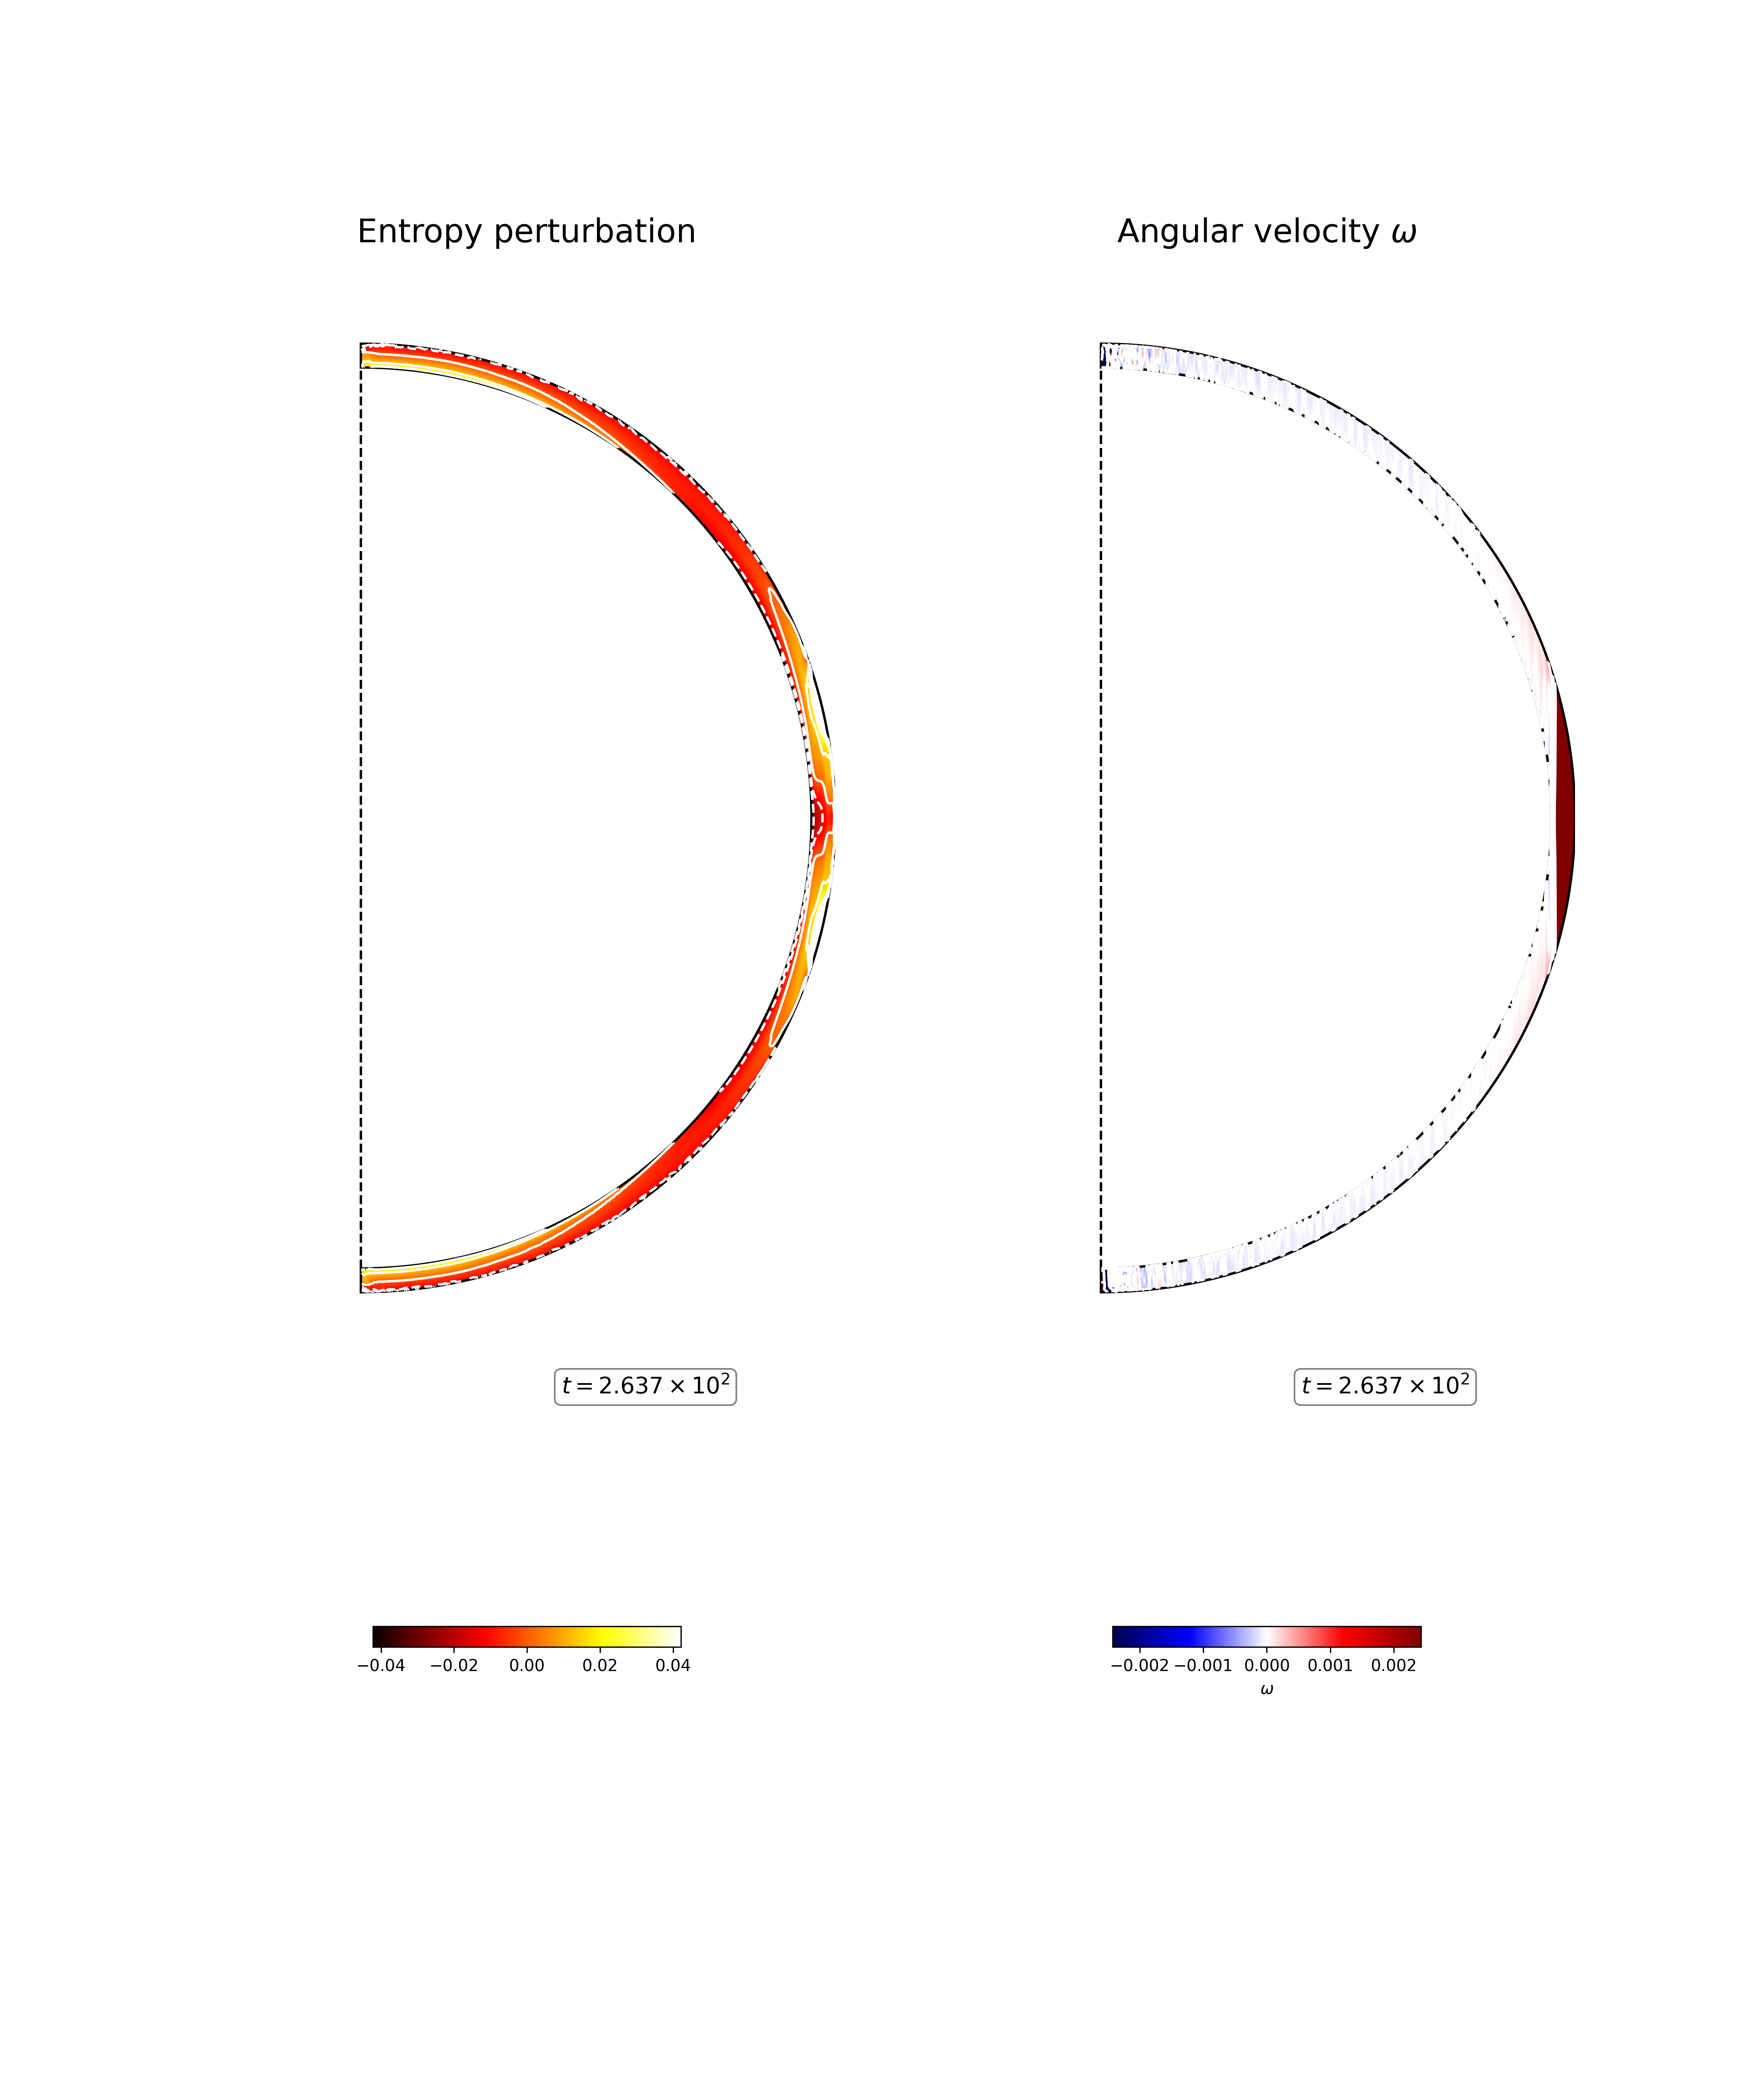 Entropy perturbation
Angular velocity ω
t = 2.637 × 10²
t = 2.637 × 10²
−0.04 −0.02 0.00 0.02 0.04
−0.002 −0.001 0.000 0.001 0.002
ω